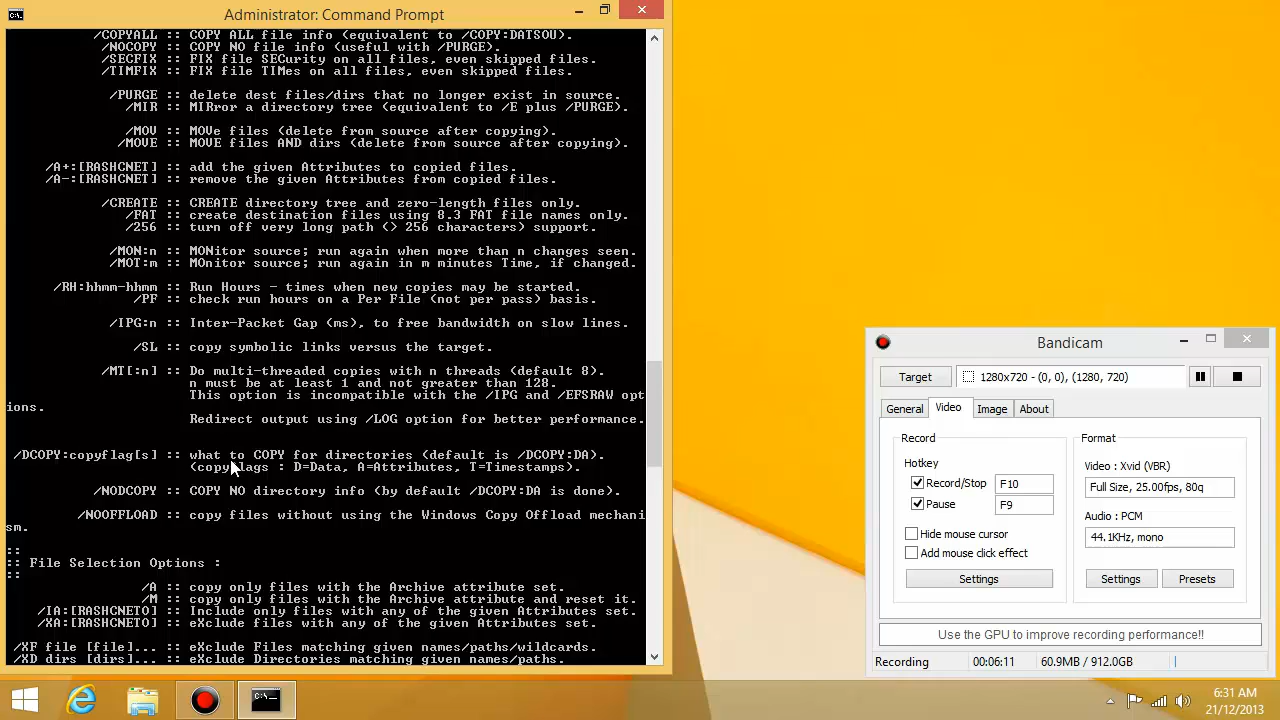 Administrator: Command Prompt
/COPYALL :: COPY ALL file info (equivalent to /COPY:DATSOU).
/NOCOPY :: COPY NO file info (useful with /PURGE).
/SECFIX :: FIX file SECurity on all files, even skipped files.
/TIMFIX :: FIX file TIMes on all files, even skipped files.
/PURGE :: delete dest files/dirs that no longer exist in source.
/MIR :: MIRror a directory tree (equivalent to /E plus /PURGE).
/MOV :: MOVe files (delete from source after copying).
/MOVE :: MOVE files AND dirs (delete from source after copying).
/A+:[RASHCNET] :: add the given Attributes to copied files.
/A-:[RASHCNET] :: remove the given Attributes from copied files.
/CREATE :: CREATE directory tree and zero-length files only.
/FAT :: create destination files using 8.3 FAT file names only.
/256 :: turn off very long path (> 256 characters) support.
/MON:n :: MONitor source; run again when more than n changes seen.
/MOT:m :: MOnitor source; run again in m minutes Time, if changed.
/RH:hhmm-hhmm :: Run Hours - times when new copies may be started.
/PF :: check run hours on a Per File (not per pass) basis.
/IPG:n :: Inter-Packet Gap (ms), to free bandwidth on slow lines.
/SL :: copy symbolic links versus the target.
/MT[:n] :: Do multi-threaded copies with n threads (default 8).
n must be at least 1 and not greater than 128.
This option is incompatible with the /IPG and /EFSRAW opt
ions.
Redirect output using /LOG option for better performance.
/DCOPY:copyflag[s] :: what to COPY for directories (default is /DCOPY:DA).
(copyflags : D=Data, A=Attributes, T=Timestamps).
/NODCOPY :: COPY NO directory info (by default /DCOPY:DA is done).
/NOOFFLOAD :: copy files without using the Windows Copy Offload mechani
sm.
::
:: File Selection Options :
::
/A :: copy only files with the Archive attribute set.
/M :: copy only files with the Archive attribute and reset it.
/IA:[RASHCNETO] :: Include only files with any of the given Attributes set.
/XA:[RASHCNETO] :: eXclude files with any of the given Attributes set.
/XF file [file]... :: eXclude Files matching given names/paths/wildcards.
/XD dirs [dirs]... :: eXclude Directories matching given names/paths.
Bandicam
Target
1280x720 - (0, 0), (1280, 720)
General
Video
Image
About
Record
Hotkey
Record/Stop
F10
Pause
F9
Hide mouse cursor
Add mouse click effect
Settings
Format
Video : Xvid (VBR)
Full Size, 25.00fps, 80q
Audio : PCM
44.1KHz, mono
Settings
Presets
Use the GPU to improve recording performance!!
Recording
00:06:11
60.9MB / 912.0GB
6:31 AM
21/12/2013